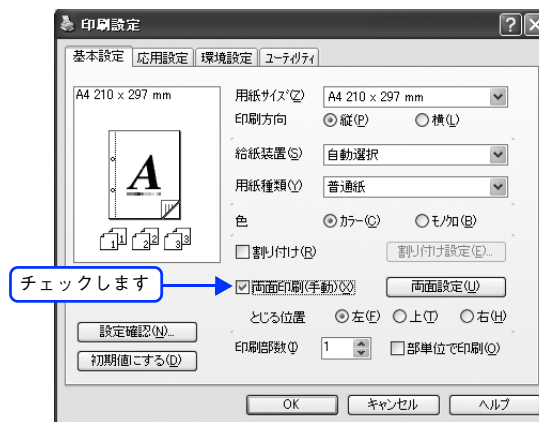 印刷設定
基本設定 応用設定 環境設定 ユーティリティ
A4 210 × 297 mm
A
1 1 2 2 3 3
用紙サイズ(Z) A4 210 × 297 mm
印刷方向 縦(P) 横(L)
給紙装置(S) 自動選択
用紙種類(Y) 普通紙
色 カラー(C) モノクロ(B)
割り付け(R) 割り付け設定(E)...
チェックします
両面印刷(手動)(X) 両面設定(U)
とじる位置 左(F) 上(T) 右(H)
設定確認(N)...
印刷部数(I) 1 部単位で印刷(O)
初期値にする(D)
OK キャンセル ヘルプ